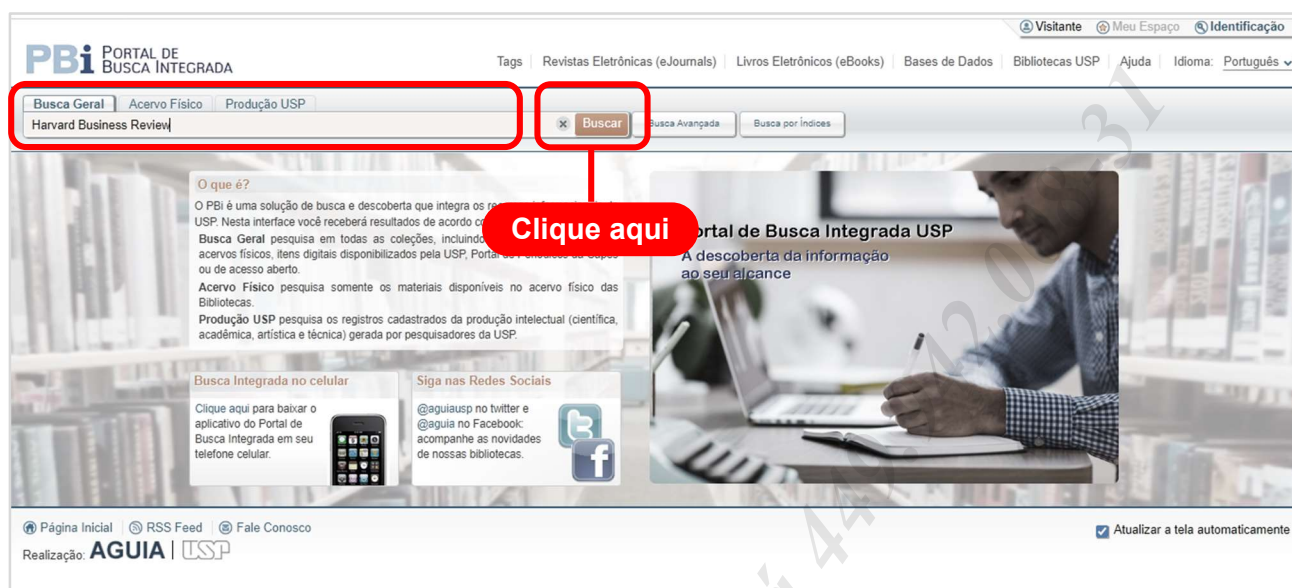 Visitante Meu Espaço Identificação
PBi PORTAL DE
BUSCA INTEGRADA
Tags Revistas Eletrônicas (eJournals) Livros Eletrônicos (eBooks) Bases de Dados Bibliotecas USP Ajuda Idioma: Português
Busca Geral Acervo Físico Produção USP
Harvard Business Review
Buscar Busca Avançada Busca por Índices
O que é?
O PBi é uma solução de busca e descoberta que integra os
USP. Nesta interface você receberá resultados de acordo
Busca Geral pesquisa em todas as coleções, incluindo
acervos físicos, itens digitais disponibilizados pela USP, Portal de Periódicos da Capes
ou de acesso aberto.
Acervo Físico pesquisa somente os materiais disponíveis no acervo físico das
Bibliotecas.
Produção USP pesquisa os registros cadastrados da produção intelectual (científica,
acadêmica, artística e técnica) gerada por pesquisadores da USP.
Clique aqui
Portal de Busca Integrada USP
A descoberta da informação
ao seu alcance
Busca Integrada no celular
Clique aqui para baixar o
aplicativo do Portal de
Busca Integrada em seu
telefone celular.
Siga nas Redes Sociais
@aguiausp no twitter e
@aguia no Facebook:
acompanhe as novidades
de nossas bibliotecas.
Página Inicial RSS Feed Fale Conosco
Atualizar a tela automaticamente
Realização: AGUIA | USP